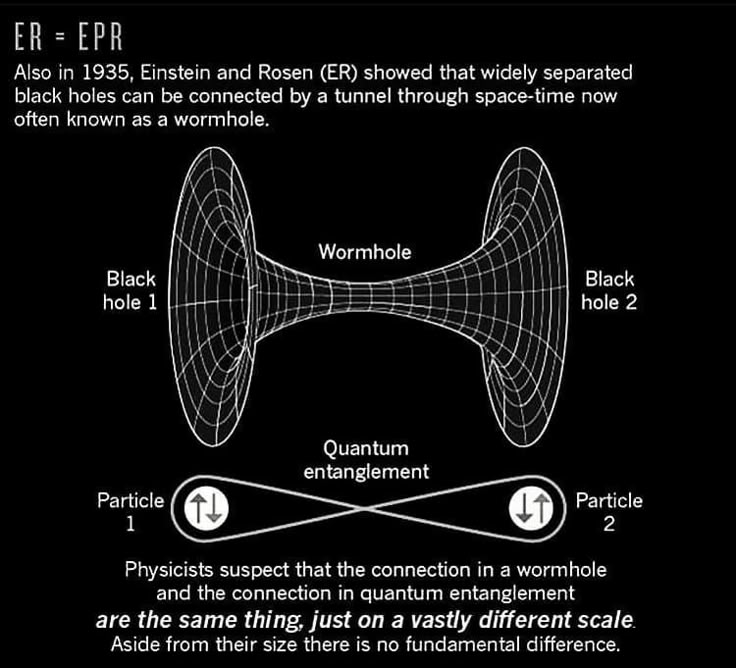 ER = EPR
Also in 1935, Einstein and Rosen (ER) showed that widely separated
black holes can be connected by a tunnel through space-time now
often known as a wormhole.
Wormhole
Black
hole 1
Black
hole 2
Quantum
entanglement
Particle
1
Particle
2
Physicists suspect that the connection in a wormhole
and the connection in quantum entanglement
are the same thing, just on a vastly different scale.
Aside from their size there is no fundamental difference.